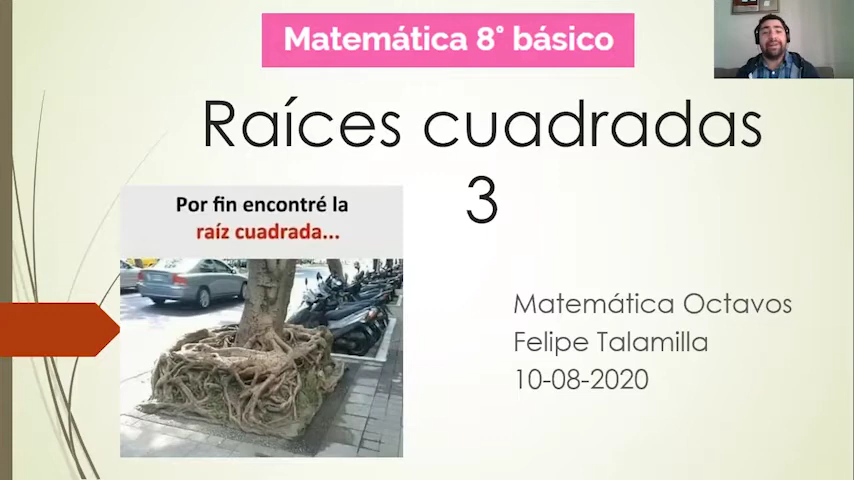 Matemática 8° básico
Raíces cuadradas
3
Por fin encontré la
raíz cuadrada...
Matemática Octavos
Felipe Talamilla
10-08-2020